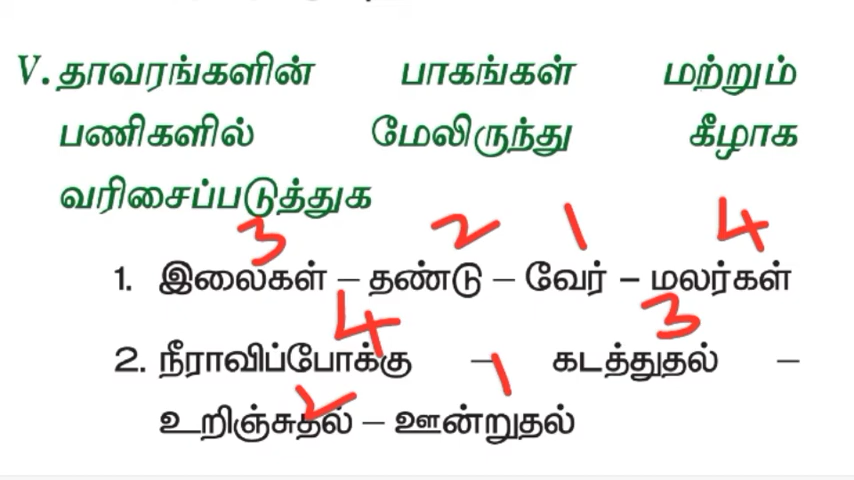 V. தாவரங்களின் பாகங்கள் மற்றும்
பணிகளில் மேலிருந்து கீழாக
வரிசைப்படுத்துக
3 2 1 4
1. இலைகள் – தண்டு – வேர் – மலர்கள்
4 3
2. நீராவிப்போக்கு – கடத்துதல் –
2 1
உறிஞ்சுதல் – ஊன்றுதல்